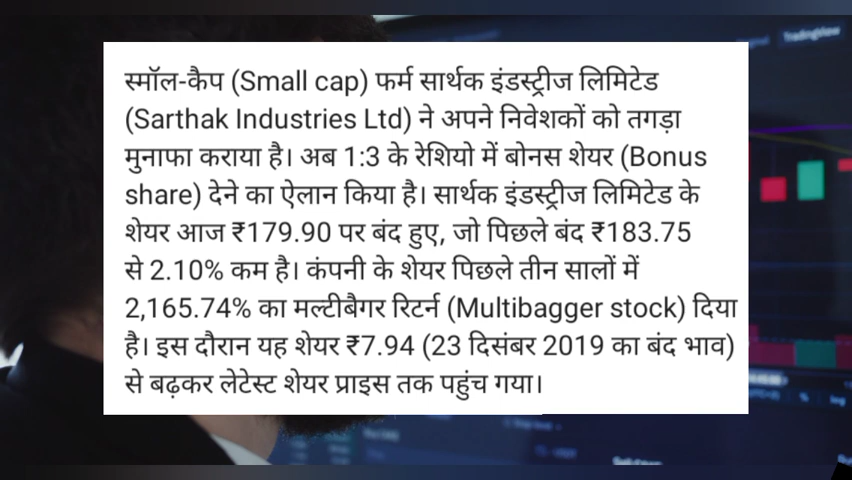 TradingView
स्मॉल-कैप (Small cap) फर्म सार्थक इंडस्ट्रीज लिमिटेड
(Sarthak Industries Ltd) ने अपने निवेशकों को तगड़ा
मुनाफा कराया है। अब 1:3 के रेशियो में बोनस शेयर (Bonus
share) देने का ऐलान किया है। सार्थक इंडस्ट्रीज लिमिटेड के
शेयर आज ₹179.90 पर बंद हुए, जो पिछले बंद ₹183.75
से 2.10% कम है। कंपनी के शेयर पिछले तीन सालों में
2,165.74% का मल्टीबैगर रिटर्न (Multibagger stock) दिया
है। इस दौरान यह शेयर ₹7.94 (23 दिसंबर 2019 का बंद भाव)
से बढ़कर लेटेस्ट शेयर प्राइस तक पहुंच गया।